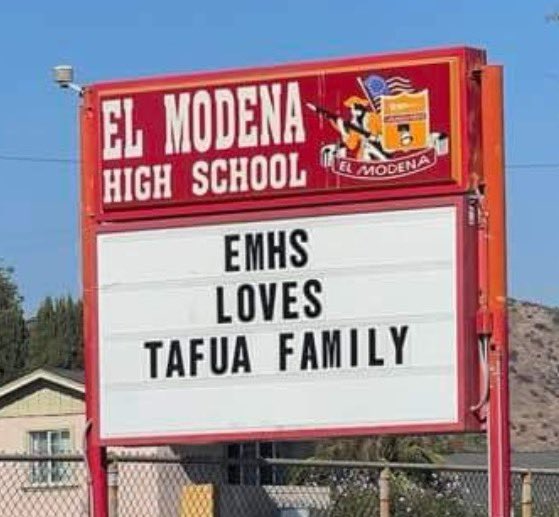 EL MODENA
HIGH SCHOOL
EL MODENA
EMHS
LOVES
TAFUA FAMILY